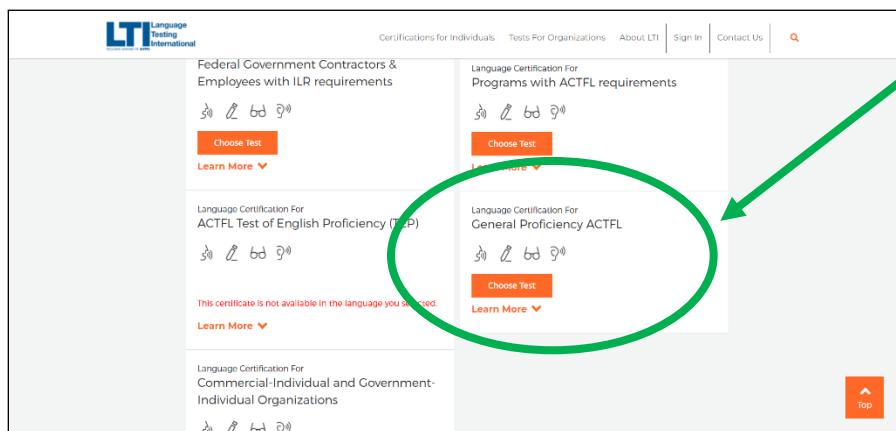 LTI Language
Testing
International
Certifications for Individuals Tests For Organizations About LTI Sign In Contact Us
Federal Government Contractors &
Employees with ILR requirements
Choose Test
Learn More
Language Certification For
ACTFL Test of English Proficiency
This certificate is not available in the language you selected.
Learn More
Language Certification For
Commercial-Individual and Government-
Individual Organizations
Language Certification For
Programs with ACTFL requirements
Choose Test
Learn More
Language Certification For
General Proficiency ACTFL
Choose Test
Learn More
Top